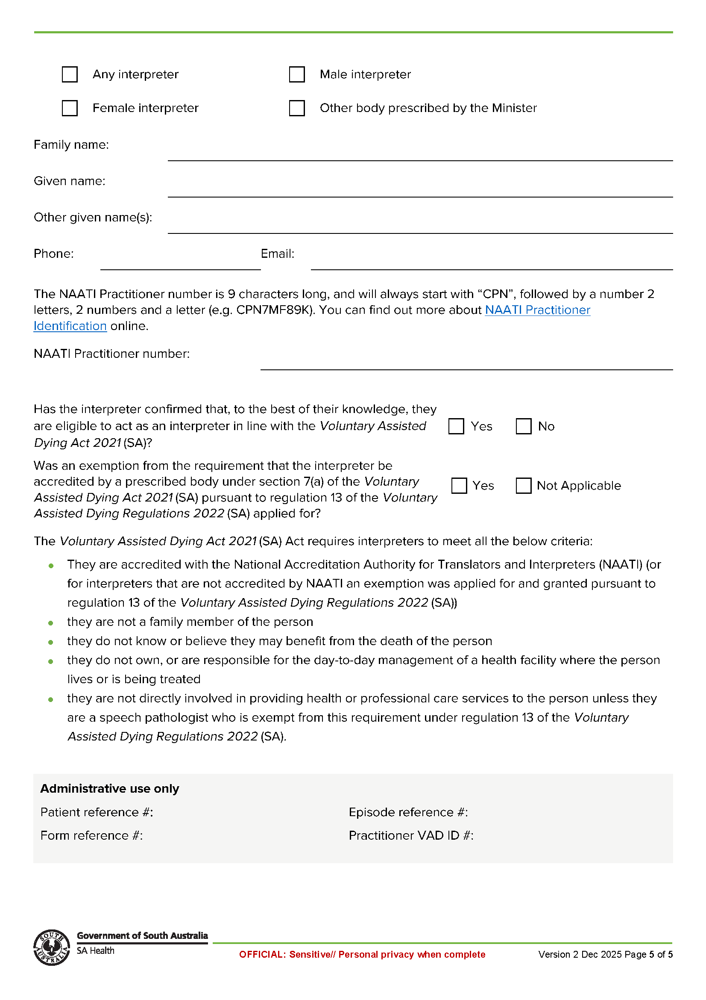 Any interpreter Male interpreter
Female interpreter Other body prescribed by the Minister
Family name:
Given name:
Other given name(s):
Phone: Email:
The NAATI Practitioner number is 9 characters long, and will always start with “CPN”, followed by a number 2
letters, 2 numbers and a letter (e.g. CPN7MF89K). You can find out more about NAATI Practitioner
Identification online.
NAATI Practitioner number:
Has the interpreter confirmed that, to the best of their knowledge, they
are eligible to act as an interpreter in line with the Voluntary Assisted
Dying Act 2021 (SA)?
Yes No
Was an exemption from the requirement that the interpreter be
accredited by a prescribed body under section 7(a) of the Voluntary
Assisted Dying Act 2021 (SA) pursuant to regulation 13 of the Voluntary
Assisted Dying Regulations 2022 (SA) applied for?
Yes Not Applicable
The Voluntary Assisted Dying Act 2021 (SA) Act requires interpreters to meet all the below criteria:
• They are accredited with the National Accreditation Authority for Translators and Interpreters (NAATI) (or
for interpreters that are not accredited by NAATI an exemption was applied for and granted pursuant to
regulation 13 of the Voluntary Assisted Dying Regulations 2022 (SA))
• they are not a family member of the person
• they do not know or believe they may benefit from the death of the person
• they do not own, or are responsible for the day-to-day management of a health facility where the person
lives or is being treated
• they are not directly involved in providing health or professional care services to the person unless they
are a speech pathologist who is exempt from this requirement under regulation 13 of the Voluntary
Assisted Dying Regulations 2022 (SA).
Administrative use only
Patient reference #: Episode reference #:
Form reference #: Practitioner VAD ID #:
SOUTH AUSTRALIA
Government of South Australia
SA Health
OFFICIAL: Sensitive// Personal privacy when complete
Version 2 Dec 2025 Page 5 of 5